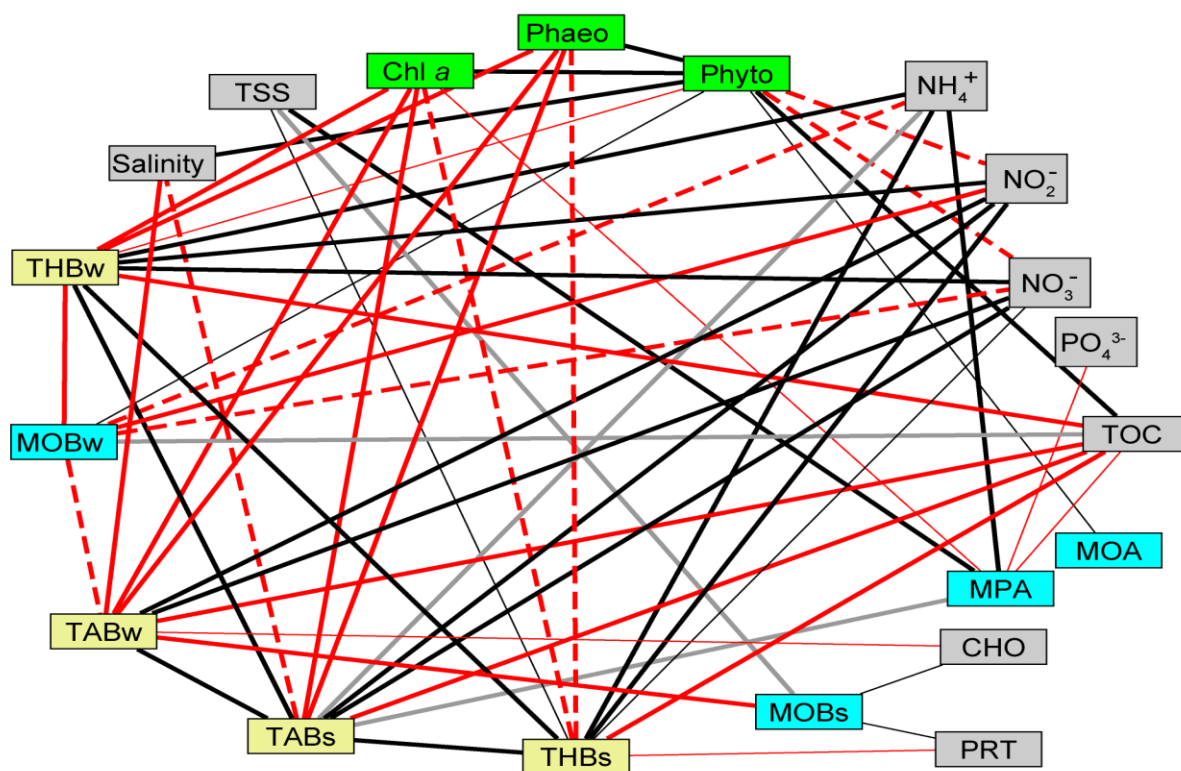 Phaeo
Chl a
Phyto
TSS
NH₄⁺
Salinity
NO₂⁻
THBw
NO₃⁻
PO₄³⁻
MOBw
TOC
MOA
MPA
TABw
CHO
MOBs
TABs
THBs
PRT